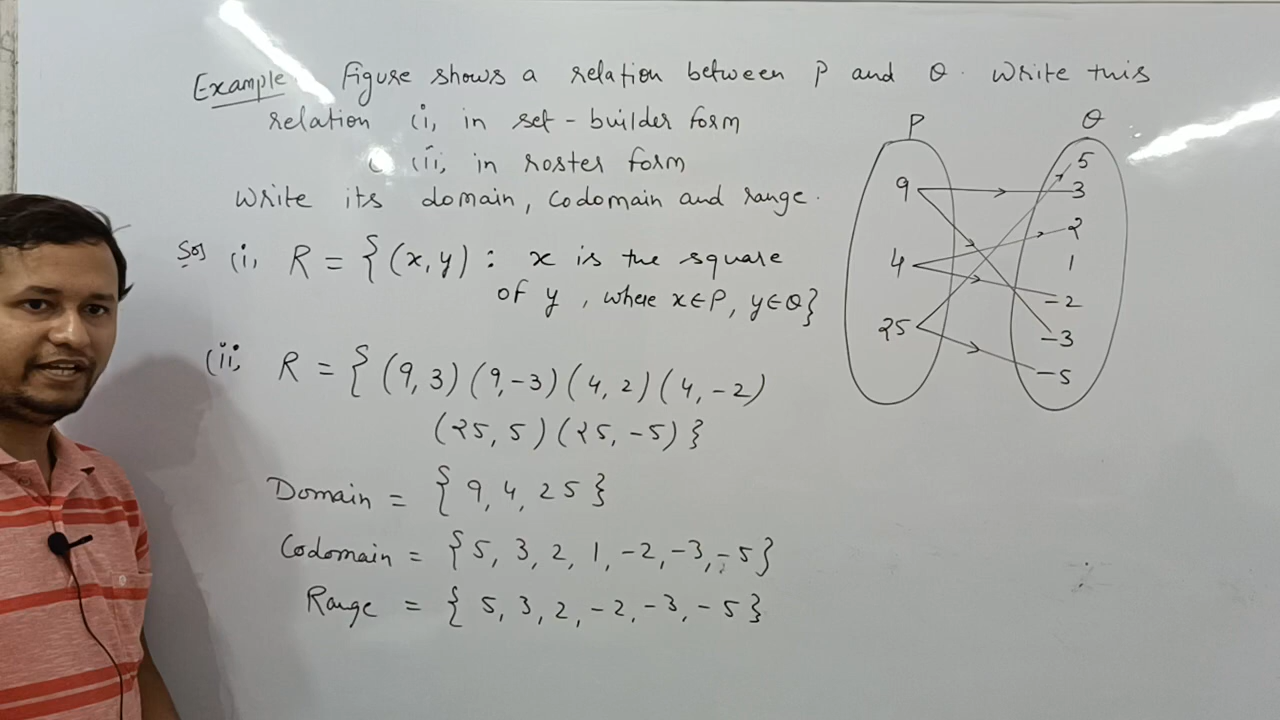 Example Figure shows a relation between P and Q. Write this
relation (i) in set-builder form
(ii) in roster form
Write its domain, codomain and range.
Sol (i) R = {(x, y) : x is the square
of y, where x∈P, y∈Q}
(ii) R = {(9, 3) (9, -3) (4, 2) (4, -2)
(25, 5) (25, -5)}
Domain = {9, 4, 25}
Codomain = {5, 3, 2, 1, -2, -3, -5}
Range = {5, 3, 2, -2, -3, -5}
P
9
4
25
Q
5
3
2
1
-2
-3
-5